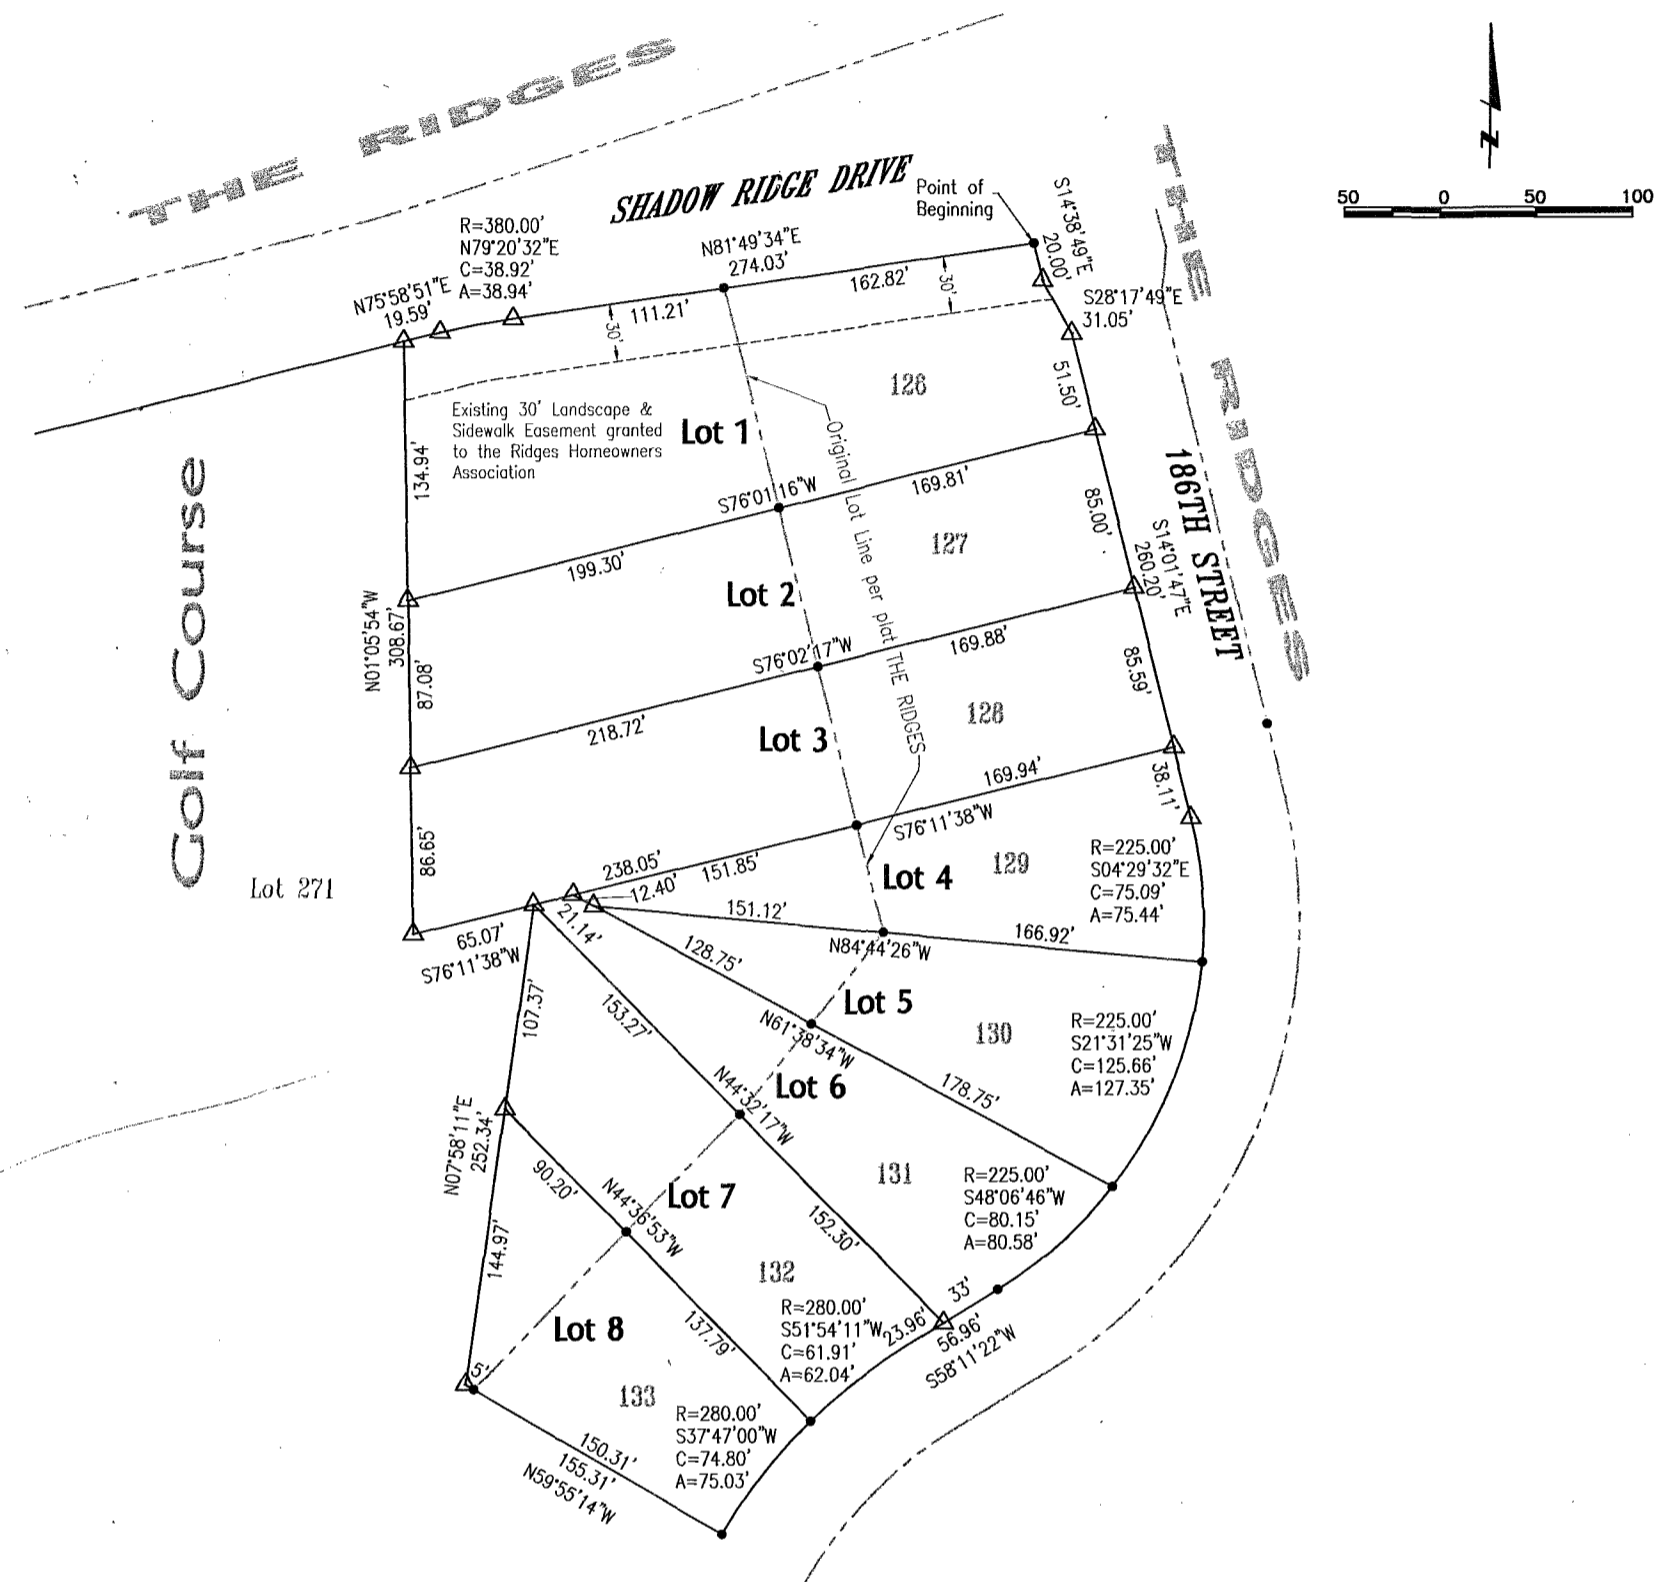 THE RIDGES
SHADOW RIDGE DRIVE
Point of
Beginning
S14°38'49"E
20.00'
THE RIDGES
N
50 0 50 100
R=380.00'
N79°20'32"E
C=38.92'
A=38.94'
N75°58'51"E
19.59'
N81°49'34"E
274.03'
111.21'
162.82'
30'
30'
S28°17'49"E
31.05'
51.50'
126
Existing 30' Landscape &
Sidewalk Easement granted
to the Ridges Homeowners
Association
Lot 1
Original Lot Line per plat THE RIDGES
134.94'
S76°01'16"W
169.81'
199.30'
127
85.00'
186TH STREET
S14°01'47"E
260.20'
Golf Course
Lot 2
N01°05'54"W
308.67'
87.08'
S76°02'17"W
169.88'
218.72'
Lot 3
128
85.59'
86.65'
169.94'
S76°11'38"W
38.11'
Lot 271
238.05'
151.85'
12.40'
Lot 4
129
R=225.00'
S04°29'32"E
C=75.09'
A=75.44'
65.07'
S76°11'38"W
21.14'
151.12'
N84°44'26"W
166.92'
128.75'
Lot 5
107.37'
153.27'
N61°38'34"W
130
R=225.00'
S21°31'25"W
C=125.66'
A=127.35'
Lot 6
178.75'
N44°32'17"W
N07°58'11"E
252.34'
131
R=225.00'
S48°06'46"W
C=80.15'
A=80.58'
90.20'
N44°36'53"W
Lot 7
152.30'
144.97'
132
33'
R=280.00'
S51°54'11"W
C=61.91'
A=62.04'
23.96'
56.96'
S58°11'22"W
Lot 8
137.79'
5'
133
R=280.00'
S37°47'00"W
C=74.80'
A=75.03'
150.31'
155.31'
N59°55'14"W